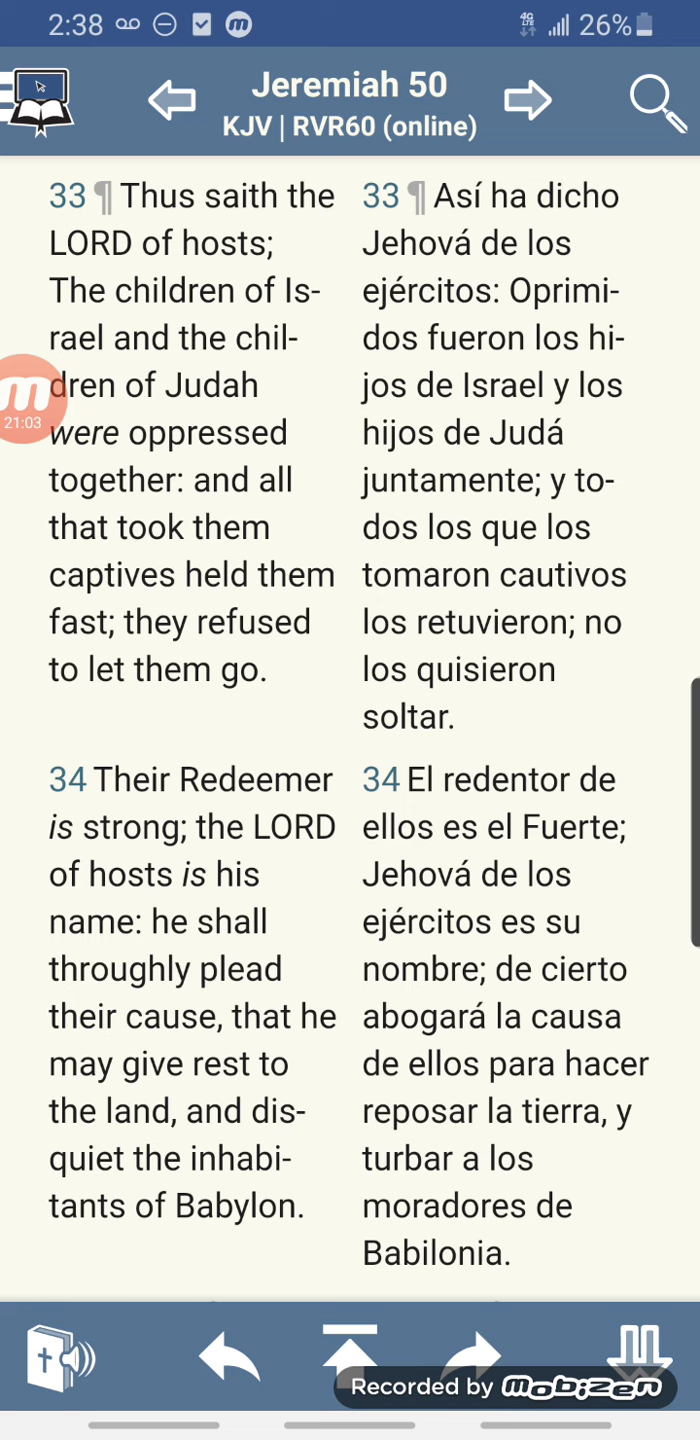 2:38
4G LTE 26%
Jeremiah 50
KJV | RVR60 (online)
33 ¶ Thus saith the
LORD of hosts;
The children of Is-
rael and the chil-
dren of Judah
were oppressed
together: and all
that took them
captives held them
fast; they refused
to let them go.
34 Their Redeemer
is strong; the LORD
of hosts is his
name: he shall
throughly plead
their cause, that he
may give rest to
the land, and dis-
quiet the inhabi-
tants of Babylon.
33 ¶ Así ha dicho
Jehová de los
ejércitos: Oprimi-
dos fueron los hi-
jos de Israel y los
hijos de Judá
juntamente; y to-
dos los que los
tomaron cautivos
los retuvieron; no
los quisieron
soltar.
34 El redentor de
ellos es el Fuerte;
Jehová de los
ejércitos es su
nombre; de cierto
abogará la causa
de ellos para hacer
reposar la tierra, y
turbar a los
moradores de
Babilonia.
m
21:03
Recorded by Mobizen